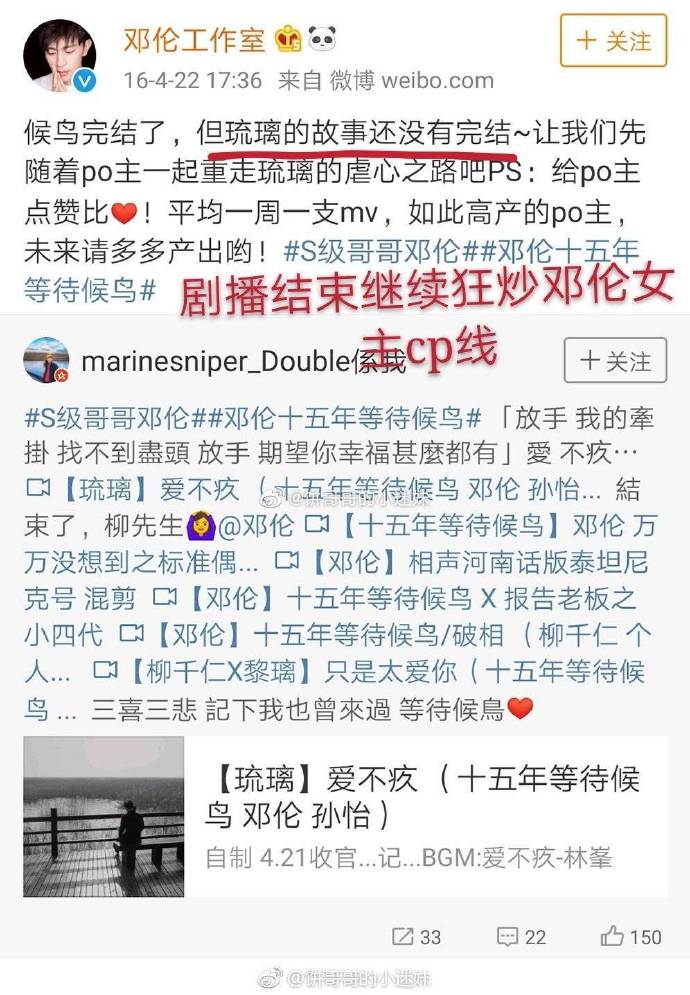 邓伦工作室
+ 关注
16-4-22 17:36 来自 微博 weibo.com
候鸟完结了，但琉璃的故事还没有完结~让我们先
随着po主一起重走琉璃的虐心之路吧PS：给po主
点赞比❤️！平均一周一支mv，如此高产的po主，
未来请多多产出哟！#S级哥哥邓伦##邓伦十五年
等待候鸟#
剧播结束继续狂炒邓伦女
主cp线
marinesniper_Double係我
+ 关注
#S级哥哥邓伦##邓伦十五年等待候鸟#「放手 我的牽
掛 找不到盡頭 放手 期望你幸福甚麼都有」愛 不疚…
【琉璃】爱不疚 （十五年等待候鸟 邓伦 孙怡... 結
束了，柳先生🙆@邓伦 【十五年等待候鸟】邓伦 万
万没想到之标准偶... 【邓伦】相声河南话版泰坦尼
克号 混剪 【邓伦】十五年等待候鸟 X 报告老板之
小四代 【邓伦】十五年等待候鸟/破相 （柳千仁 个
人... 【柳千仁X黎璃】只是太爱你（十五年等待候
鸟 ... 三喜三悲 記下我也曾來過 等待候鳥❤️
@饼哥哥的小迷妹
【琉璃】爱不疚 （十五年等待候
鸟 邓伦 孙怡）
自制 4.21收官...记...BGM:爱不疚-林峯
33
22
150
@饼哥哥的小迷妹